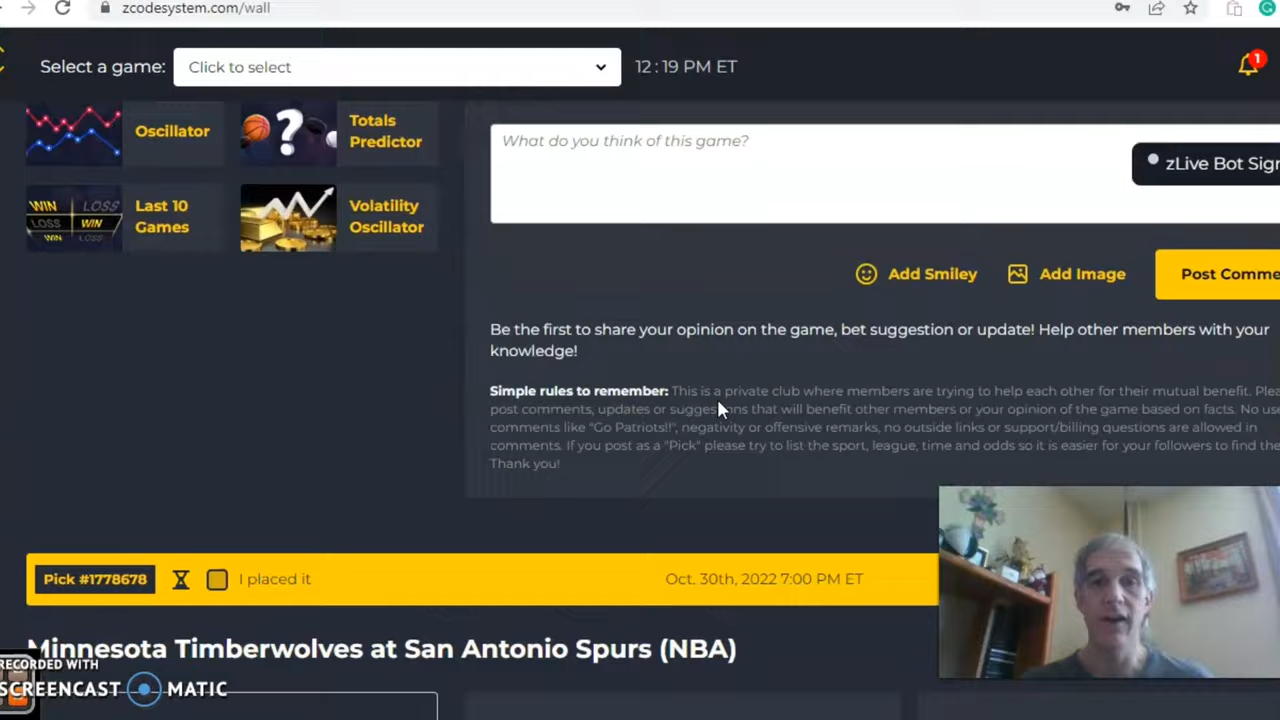 zcodesystem.com/wall
Select a game:
Click to select
12 : 19 PM ET
1
Oscillator
Totals
Predictor
WIN LOSS
LOSS WIN
WIN LOSS
Last 10
Games
Volatility
Oscillator
What do you think of this game?
zLive Bot Sign
Add Smiley
Add Image
Post Comme
Be the first to share your opinion on the game, bet suggestion or update! Help other members with your
knowledge!
Simple rules to remember: This is a private club where members are trying to help each other for their mutual benefit. Plea
post comments, updates or suggestions that will benefit other members or your opinion of the game based on facts. No use
comments like "Go Patriots!!", negativity or offensive remarks, no outside links or support/billing questions are allowed in
comments. If you post as a "Pick" please try to list the sport, league, time and odds so it is easier for your followers to find the
Thank you!
Pick #1778678
I placed it
Oct. 30th, 2022 7:00 PM ET
Minnesota Timberwolves at San Antonio Spurs (NBA)
RECORDED WITH
SCREENCAST MATIC